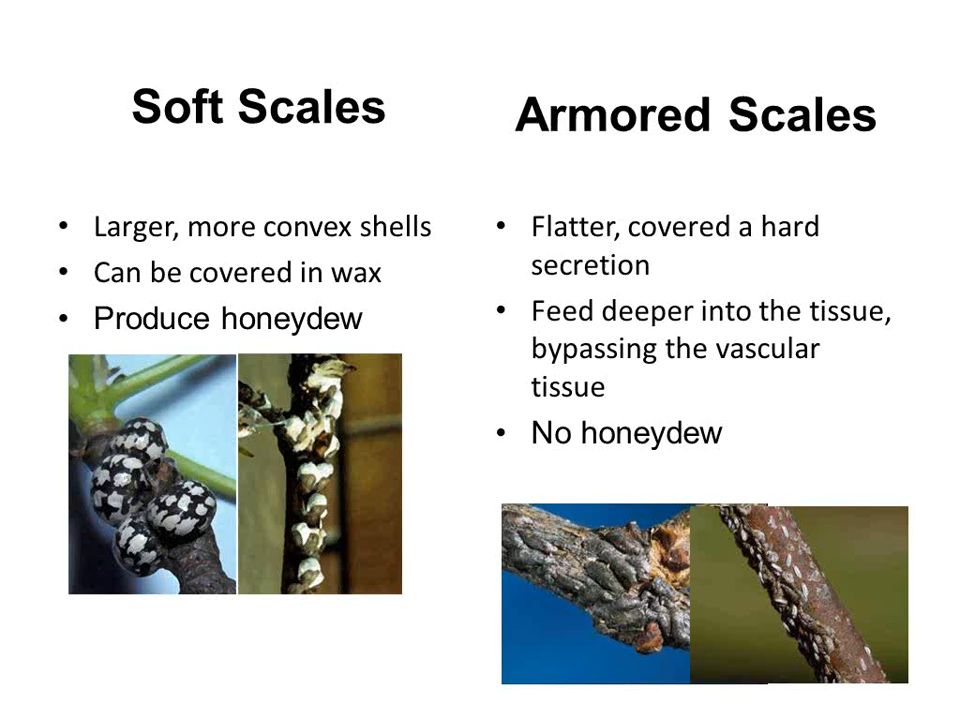 Soft Scales
• Larger, more convex shells
• Can be covered in wax
• Produce honeydew
Armored Scales
• Flatter, covered a hard
secretion
• Feed deeper into the tissue,
bypassing the vascular
tissue
• No honeydew